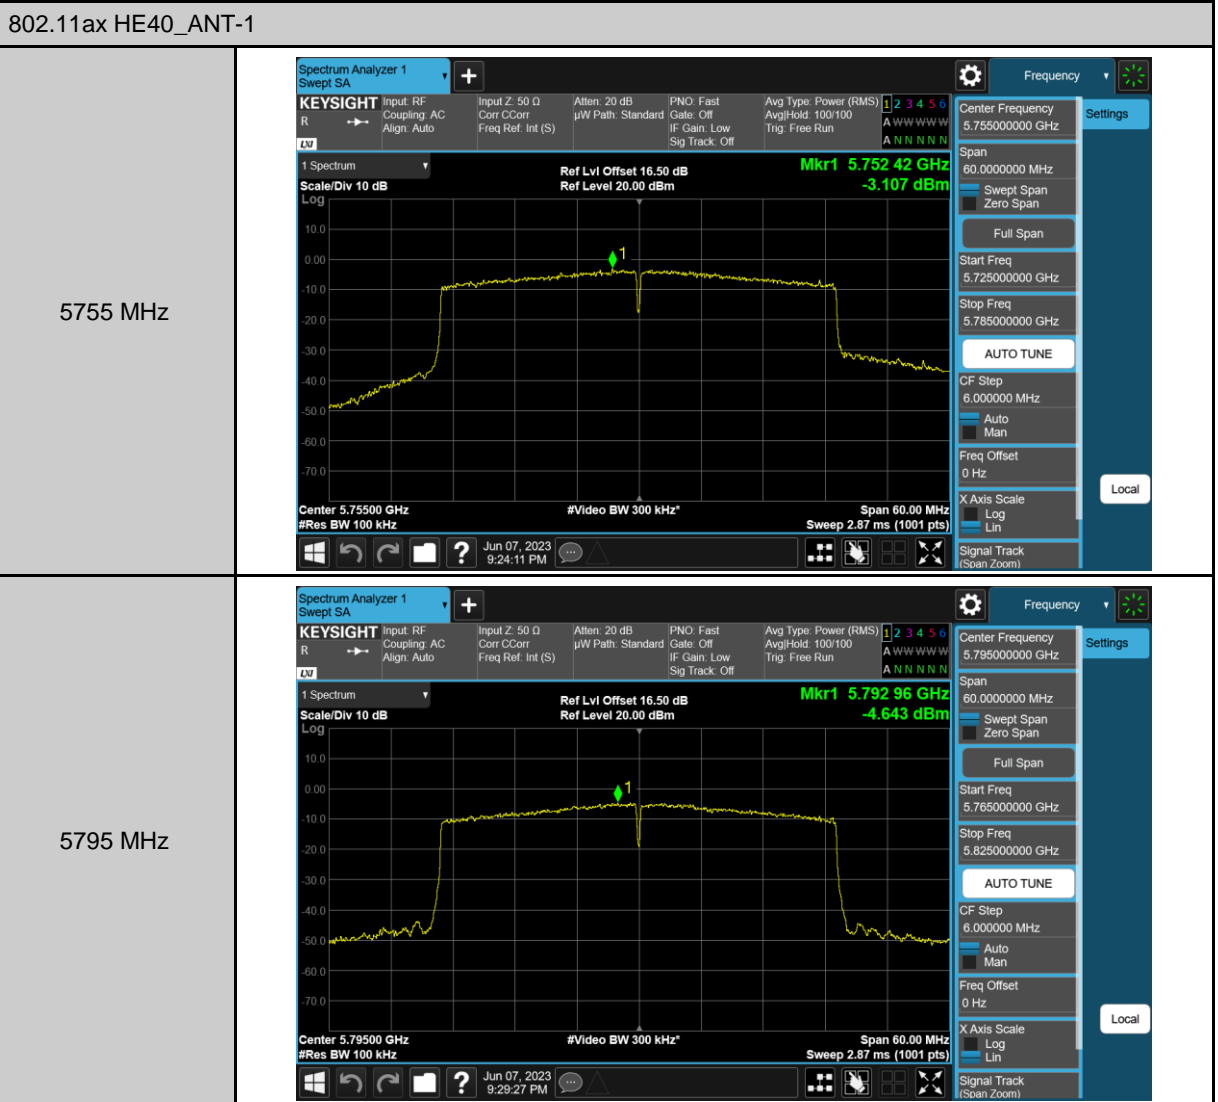 802.11ax HE40_ANT-1
5755 MHz
Spectrum Analyzer 1
Swept SA
+
Frequency
KEYSIGHT
R
LXI
Input: RF
Coupling: AC
Align: Auto
Input Z: 50 Ω
Corr CCorr
Freq Ref: Int (S)
Atten: 20 dB
µW Path: Standard
PNO: Fast
Gate: Off
IF Gain: Low
Sig Track: Off
Avg Type: Power (RMS)
Avg|Hold: 100/100
Trig: Free Run
1 2 3 4 5 6
A W W W W W
A N N N N N
1 Spectrum
Scale/Div 10 dB
Log
Ref Lvl Offset 16.50 dB
Ref Level 20.00 dBm
Mkr1 5.752 42 GHz
-3.107 dBm
10.0
0.00
-10.0
-20.0
-30.0
-40.0
-50.0
-60.0
-70.0
1
Center 5.75500 GHz
#Res BW 100 kHz
#Video BW 300 kHz*
Span 60.00 MHz
Sweep 2.87 ms (1001 pts)
?
Jun 07, 2023
9:24:11 PM
Center Frequency
5.755000000 GHz
Span
60.0000000 MHz
Swept Span
Zero Span
Full Span
Start Freq
5.725000000 GHz
Stop Freq
5.785000000 GHz
AUTO TUNE
CF Step
6.000000 MHz
Auto
Man
Freq Offset
0 Hz
X Axis Scale
Log
Lin
Signal Track
(Span Zoom)
Settings
Local
5795 MHz
Spectrum Analyzer 1
Swept SA
+
Frequency
KEYSIGHT
R
LXI
Input: RF
Coupling: AC
Align: Auto
Input Z: 50 Ω
Corr CCorr
Freq Ref: Int (S)
Atten: 20 dB
µW Path: Standard
PNO: Fast
Gate: Off
IF Gain: Low
Sig Track: Off
Avg Type: Power (RMS)
Avg|Hold: 100/100
Trig: Free Run
1 2 3 4 5 6
A W W W W W
A N N N N N
1 Spectrum
Scale/Div 10 dB
Log
Ref Lvl Offset 16.50 dB
Ref Level 20.00 dBm
Mkr1 5.792 96 GHz
-4.643 dBm
10.0
0.00
-10.0
-20.0
-30.0
-40.0
-50.0
-60.0
-70.0
1
Center 5.79500 GHz
#Res BW 100 kHz
#Video BW 300 kHz*
Span 60.00 MHz
Sweep 2.87 ms (1001 pts)
?
Jun 07, 2023
9:29:27 PM
Center Frequency
5.795000000 GHz
Span
60.0000000 MHz
Swept Span
Zero Span
Full Span
Start Freq
5.765000000 GHz
Stop Freq
5.825000000 GHz
AUTO TUNE
CF Step
6.000000 MHz
Auto
Man
Freq Offset
0 Hz
X Axis Scale
Log
Lin
Signal Track
(Span Zoom)
Settings
Local